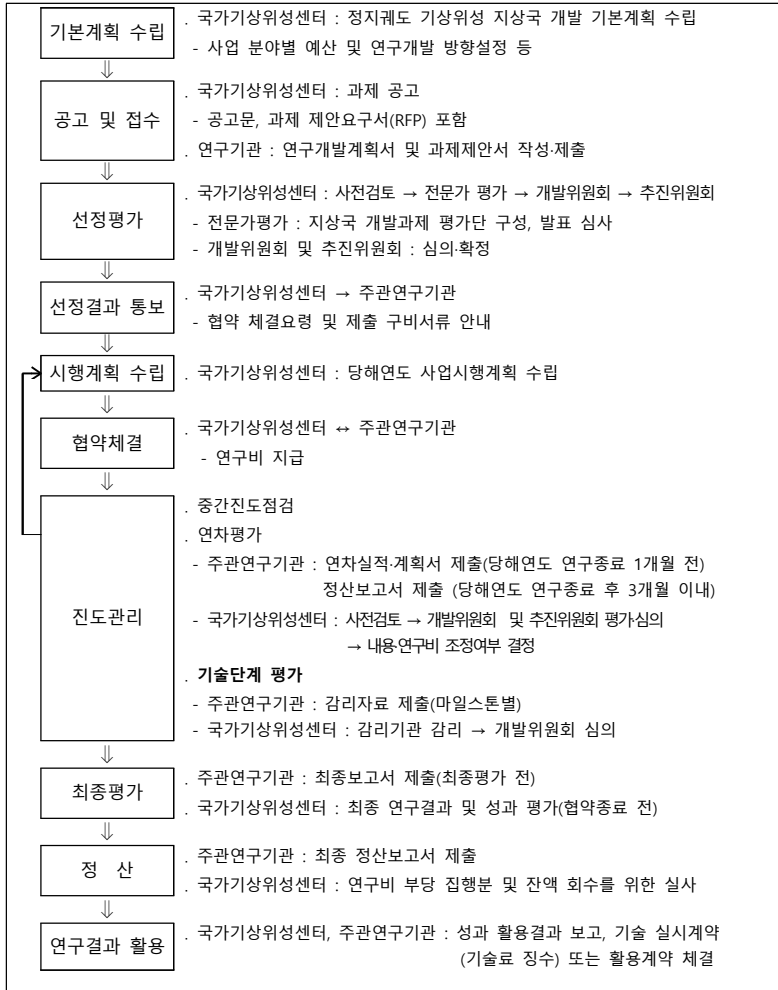 기본계획 수립
. 국가기상위성센터 : 정지궤도 기상위성 지상국 개발 기본계획 수립
- 사업 분야별 예산 및 연구개발 방향설정 등
⇓
공고 및 접수
. 국가기상위성센터 : 과제 공고
- 공고문, 과제 제안요구서(RFP) 포함
. 연구기관 : 연구개발계획서 및 과제제안서 작성·제출
⇓
선정평가
. 국가기상위성센터 : 사전검토 → 전문가 평가 → 개발위원회 → 추진위원회
- 전문가평가 : 지상국 개발과제 평가단 구성, 발표 심사
- 개발위원회 및 추진위원회 : 심의·확정
⇓
선정결과 통보
. 국가기상위성센터 → 주관연구기관
- 협약 체결요령 및 제출 구비서류 안내
⇓
시행계획 수립
. 국가기상위성센터 : 당해연도 사업시행계획 수립
⇓
협약체결
. 국가기상위성센터 ↔ 주관연구기관
- 연구비 지급
⇓
진도관리
. 중간진도점검
. 연차평가
- 주관연구기관 : 연차실적·계획서 제출(당해연도 연구종료 1개월 전)
정산보고서 제출 (당해연도 연구종료 후 3개월 이내)
- 국가기상위성센터 : 사전검토 → 개발위원회 및 추진위원회 평가·심의
→ 내용·연구비 조정여부 결정
. 기술단계 평가
- 주관연구기관 : 감리자료 제출(마일스톤별)
- 국가기상위성센터 : 감리기관 감리 → 개발위원회 심의
⇓
최종평가
. 주관연구기관 : 최종보고서 제출(최종평가 전)
. 국가기상위성센터 : 최종 연구결과 및 성과 평가(협약종료 전)
⇓
정 산
. 주관연구기관 : 최종 정산보고서 제출
. 국가기상위성센터 : 연구비 부당 집행분 및 잔액 회수를 위한 실사
⇓
연구결과 활용
. 국가기상위성센터, 주관연구기관 : 성과 활용결과 보고, 기술 실시계약
(기술료 징수) 또는 활용계약 체결